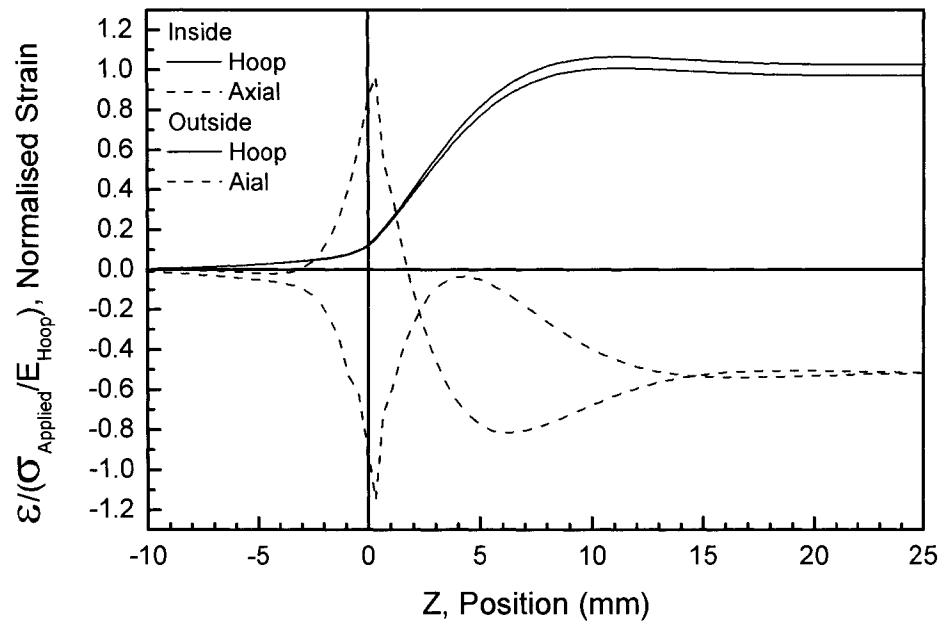 ε/(σApplied/EHoop), Normalised Strain
1.2
1.0
0.8
0.6
0.4
0.2
0.0
-0.2
-0.4
-0.6
-0.8
-1.0
-1.2
Inside
Hoop
Axial
Outside
Hoop
Aial
-10 -5 0 5 10 15 20 25
Z, Position (mm)